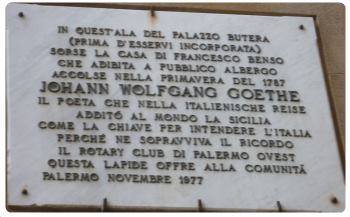 IN QUEST'ALA DEL PALAZZO BUTERA
(PRIMA D'ESSERVI INCORPORATA)
SORSE LA CASA DI FRANCESCO BENSO
CHE ADIBITA A PUBBLICO ALBERGO
ACCOLSE NELLA PRIMAVERA DEL 1787
JOHANN WOLFGANG GOETHE
IL POETA CHE NELLA ITALIENISCHE REISE
ADDITÓ AL MONDO LA SICILIA
COME LA CHIAVE PER INTENDERE L'ITALIA
PERCHÉ NE SOPRAVVIVA IL RICORDO
IL ROTARY CLUB DI PALERMO OVEST
QUESTA LAPIDE OFFRE ALLA COMUNITÁ
PALERMO NOVEMBRE 1977